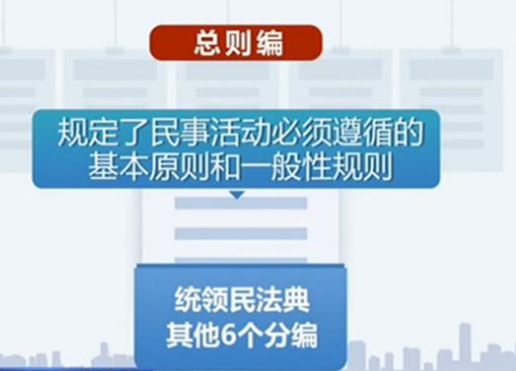 总则编
规定了民事活动必须遵循的
基本原则和一般性规则
统领民法典
其他6个分编